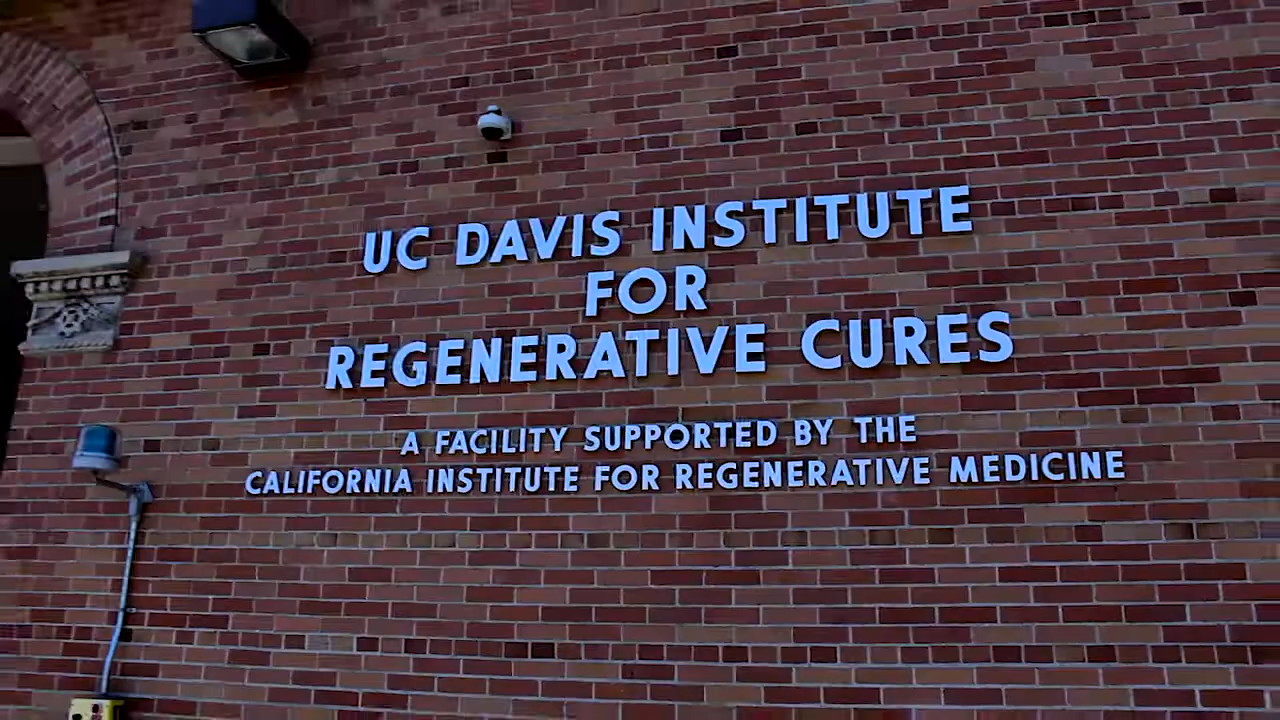 UC DAVIS INSTITUTE
FOR
REGENERATIVE CURES
A FACILITY SUPPORTED BY THE
CALIFORNIA INSTITUTE FOR REGENERATIVE MEDICINE